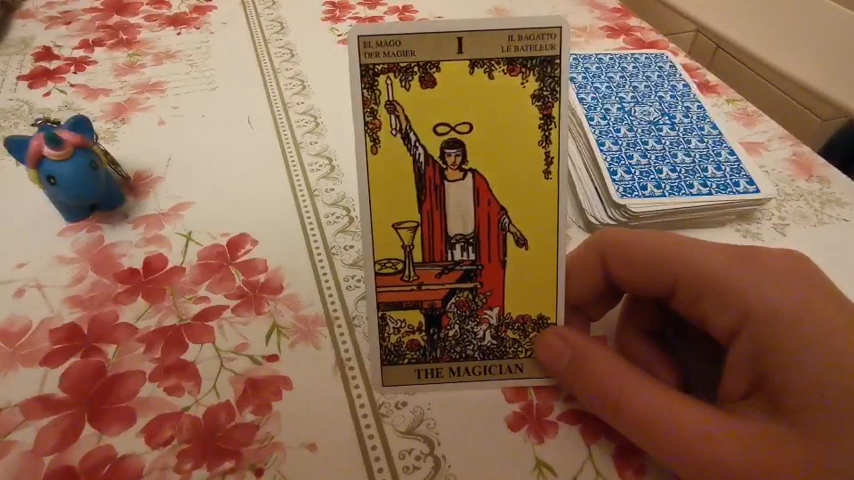 EL MAGO
DER MAGIER
I
IL BAGATTO
LE BATELEUR
THE MAGICIAN